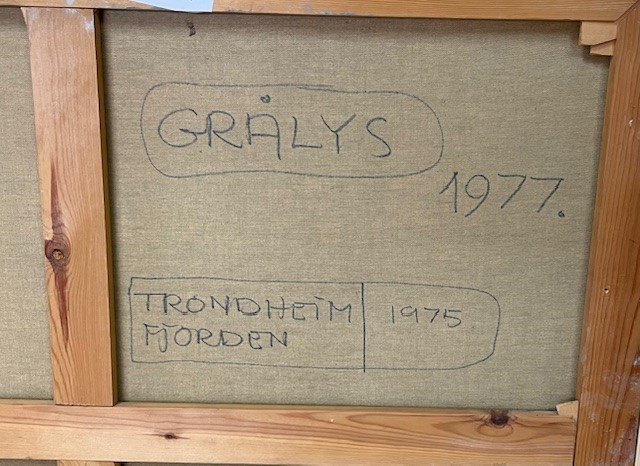 GRÅLYS
1977.
TRONDHEIM 1975
FJORDEN